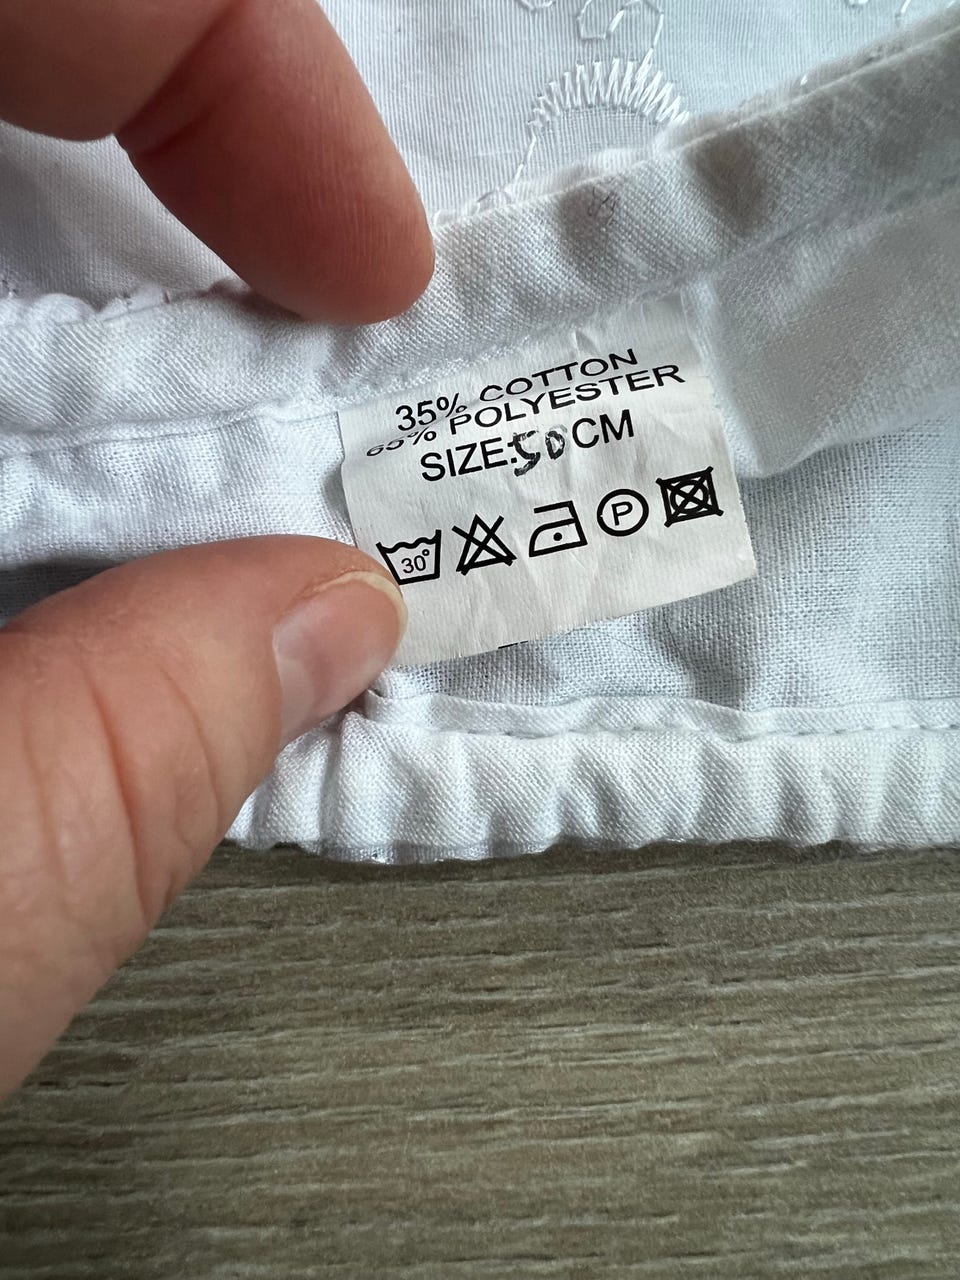 35% COTTON
65% POLYESTER
SIZE:50CM
30° P